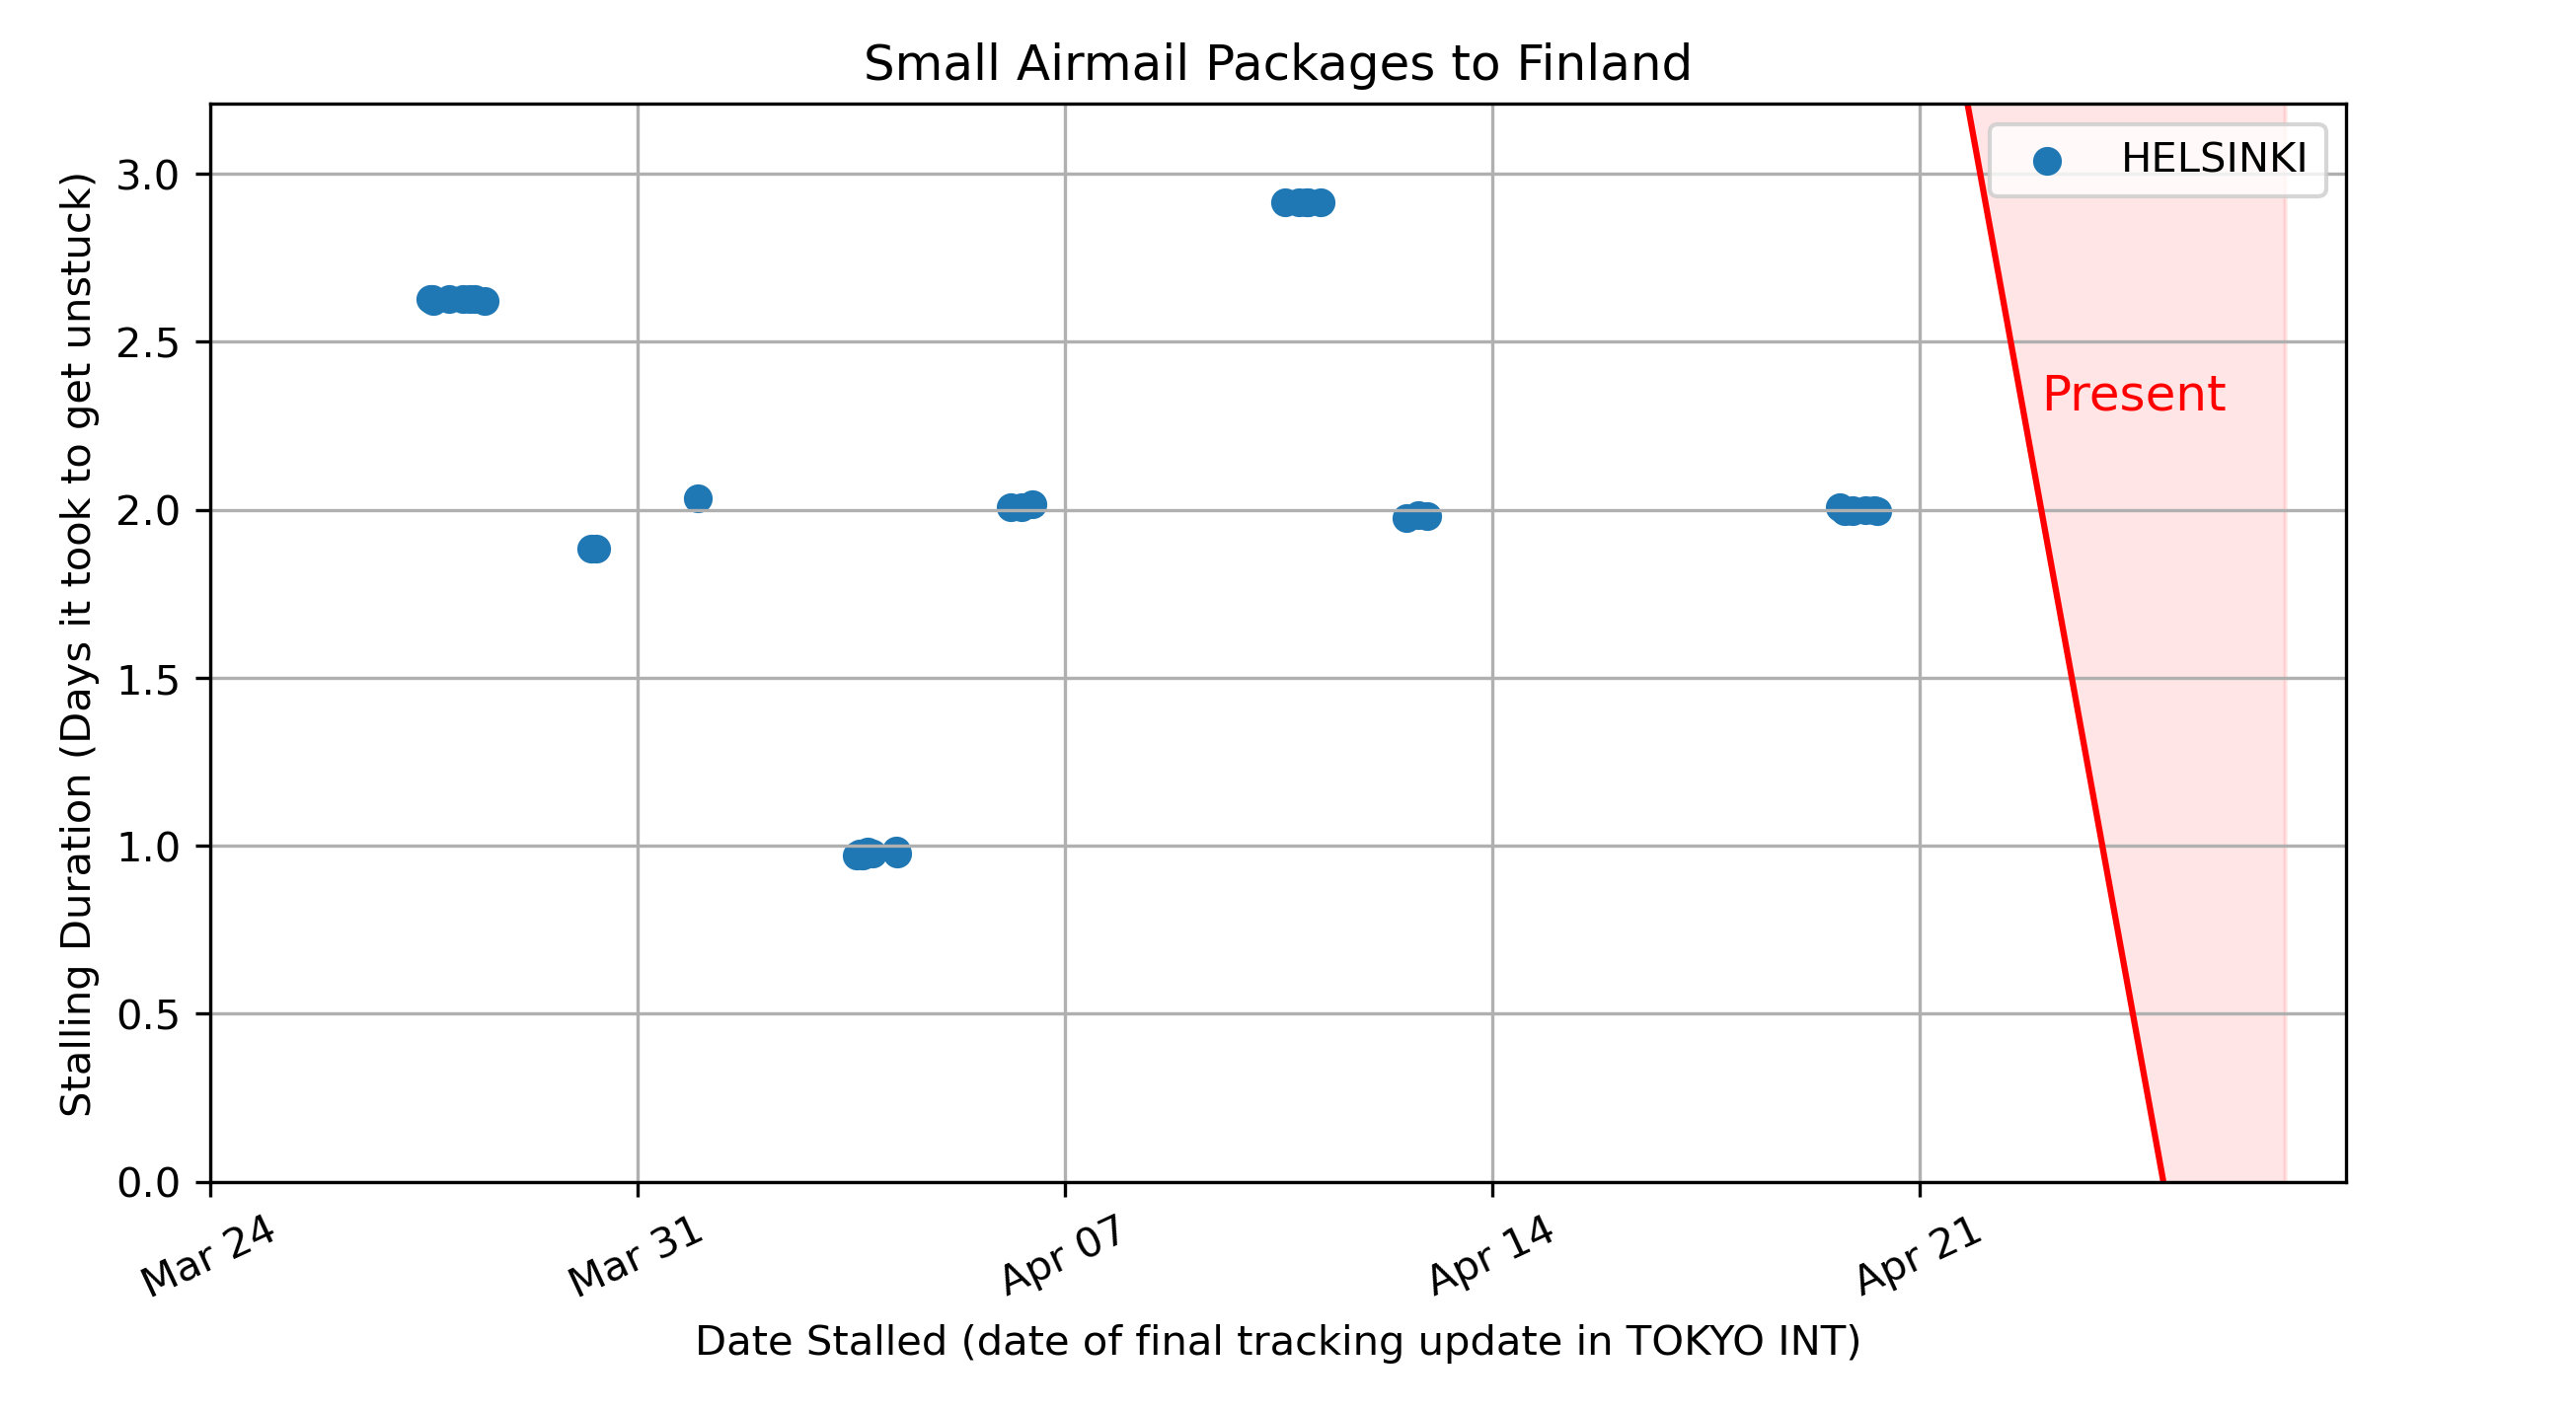 Small Airmail Packages to Finland
Stalling Duration (Days it took to get unstuck)
3.0
2.5
2.0
1.5
1.0
0.5
0.0
HELSINKI
Present
Mar 24
Mar 31
Apr 07
Apr 14
Apr 21
Date Stalled (date of final tracking update in TOKYO INT)